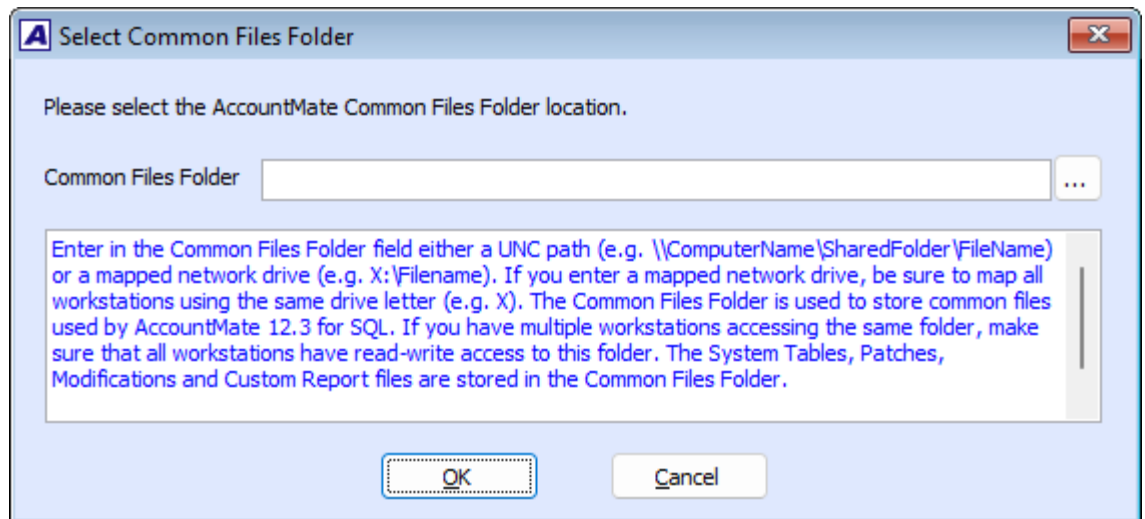 Select Common Files Folder
Please select the AccountMate Common Files Folder location.
Common Files Folder
...
Enter in the Common Files Folder field either a UNC path (e.g. \\ComputerName\SharedFolder\FileName)
or a mapped network drive (e.g. X:\Filename). If you enter a mapped network drive, be sure to map all
workstations using the same drive letter (e.g. X). The Common Files Folder is used to store common files
used by AccountMate 12.3 for SQL. If you have multiple workstations accessing the same folder, make
sure that all workstations have read-write access to this folder. The System Tables, Patches,
Modifications and Custom Report files are stored in the Common Files Folder.
OK
Cancel